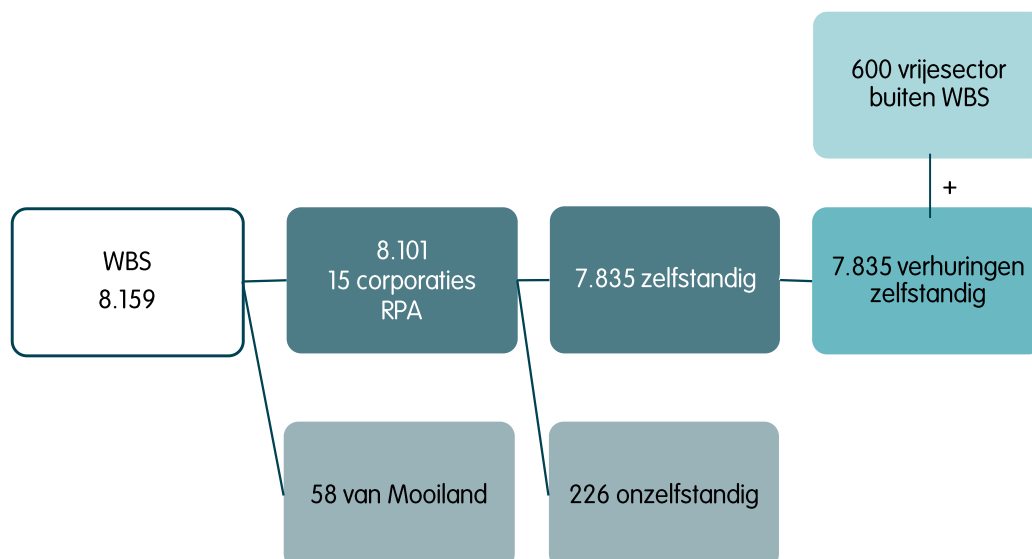 600 vrijesector
buiten WBS
+
WBS
8.159
8.101
15 corporaties
RPA
7.835 zelfstandig
7.835 verhuringen
zelfstandig
58 van Mooiland
226 onzelfstandig